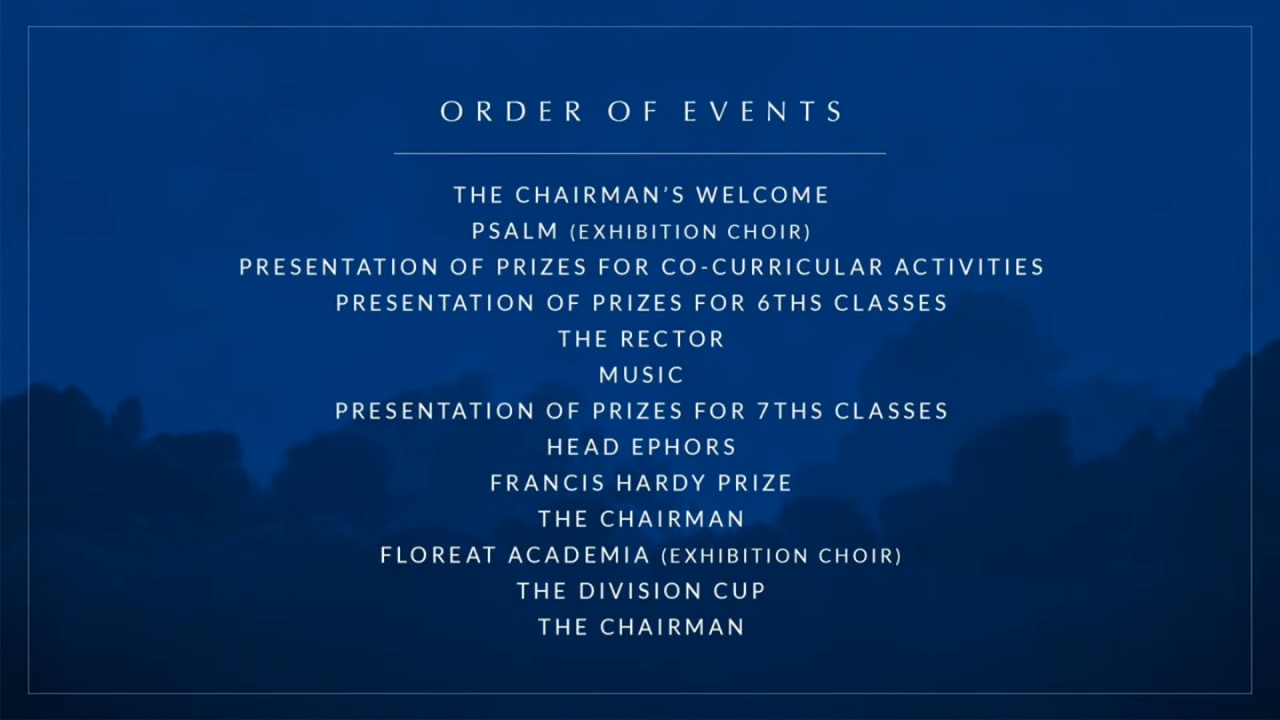 ORDER OF EVENTS
THE CHAIRMAN’S WELCOME
PSALM (EXHIBITION CHOIR)
PRESENTATION OF PRIZES FOR CO-CURRICULAR ACTIVITIES
PRESENTATION OF PRIZES FOR 6THS CLASSES
THE RECTOR
MUSIC
PRESENTATION OF PRIZES FOR 7THS CLASSES
HEAD EPHORS
FRANCIS HARDY PRIZE
THE CHAIRMAN
FLOREAT ACADEMIA (EXHIBITION CHOIR)
THE DIVISION CUP
THE CHAIRMAN